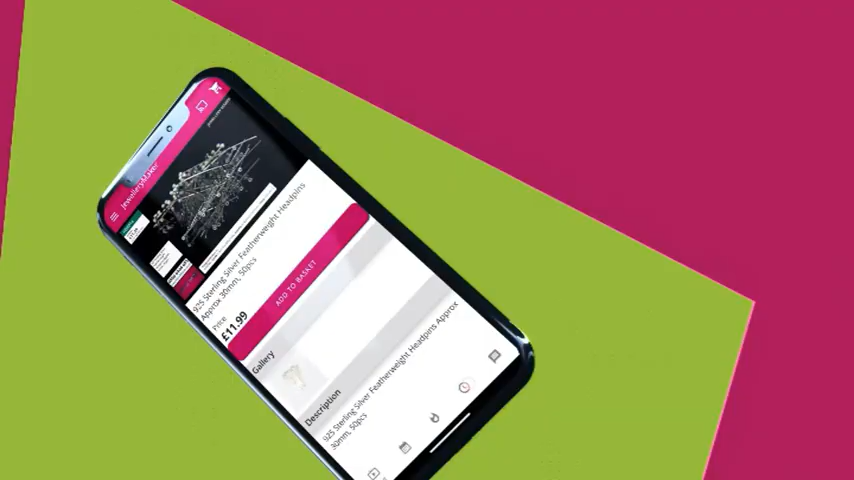 JewelleryMaker
925 Sterling Silver Featherweight Headpins
Approx 30mm, 50pcs
Price
£11.99
ADD TO BASKET
Gallery
Description
925 Sterling Silver Featherweight Headpins Approx
30mm, 50pcs